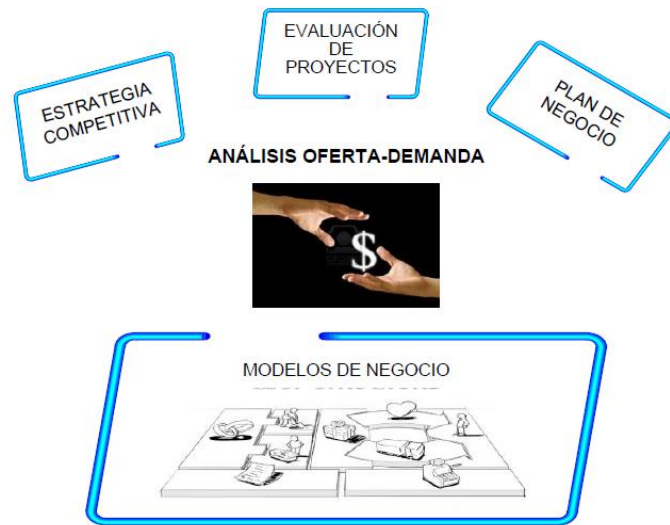 EVALUACIÓN
DE
PROYECTOS
ESTRATEGIA
COMPETITIVA
PLAN DE
NEGOCIO
ANÁLISIS OFERTA-DEMANDA
$
MODELOS DE NEGOCIO